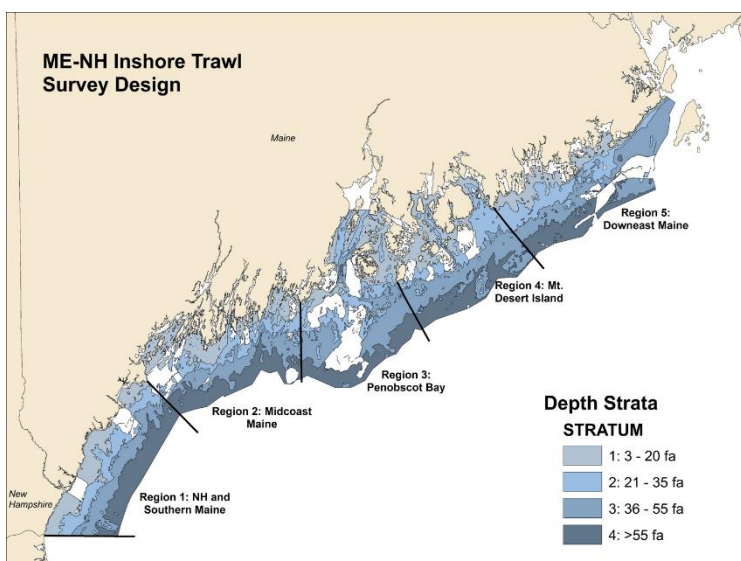 ME-NH Inshore Trawl
Survey Design
Maine
Region 5:
Downeast Maine
Region 4: Mt.
Desert Island
Region 3:
Penobscot Bay
Region 2: Midcoast
Maine
Region 1: NH and
Southern Maine
New
Hampshire
Depth Strata
STRATUM
1: 3 - 20 fa
2: 21 - 35 fa
3: 36 - 55 fa
4: >55 fa